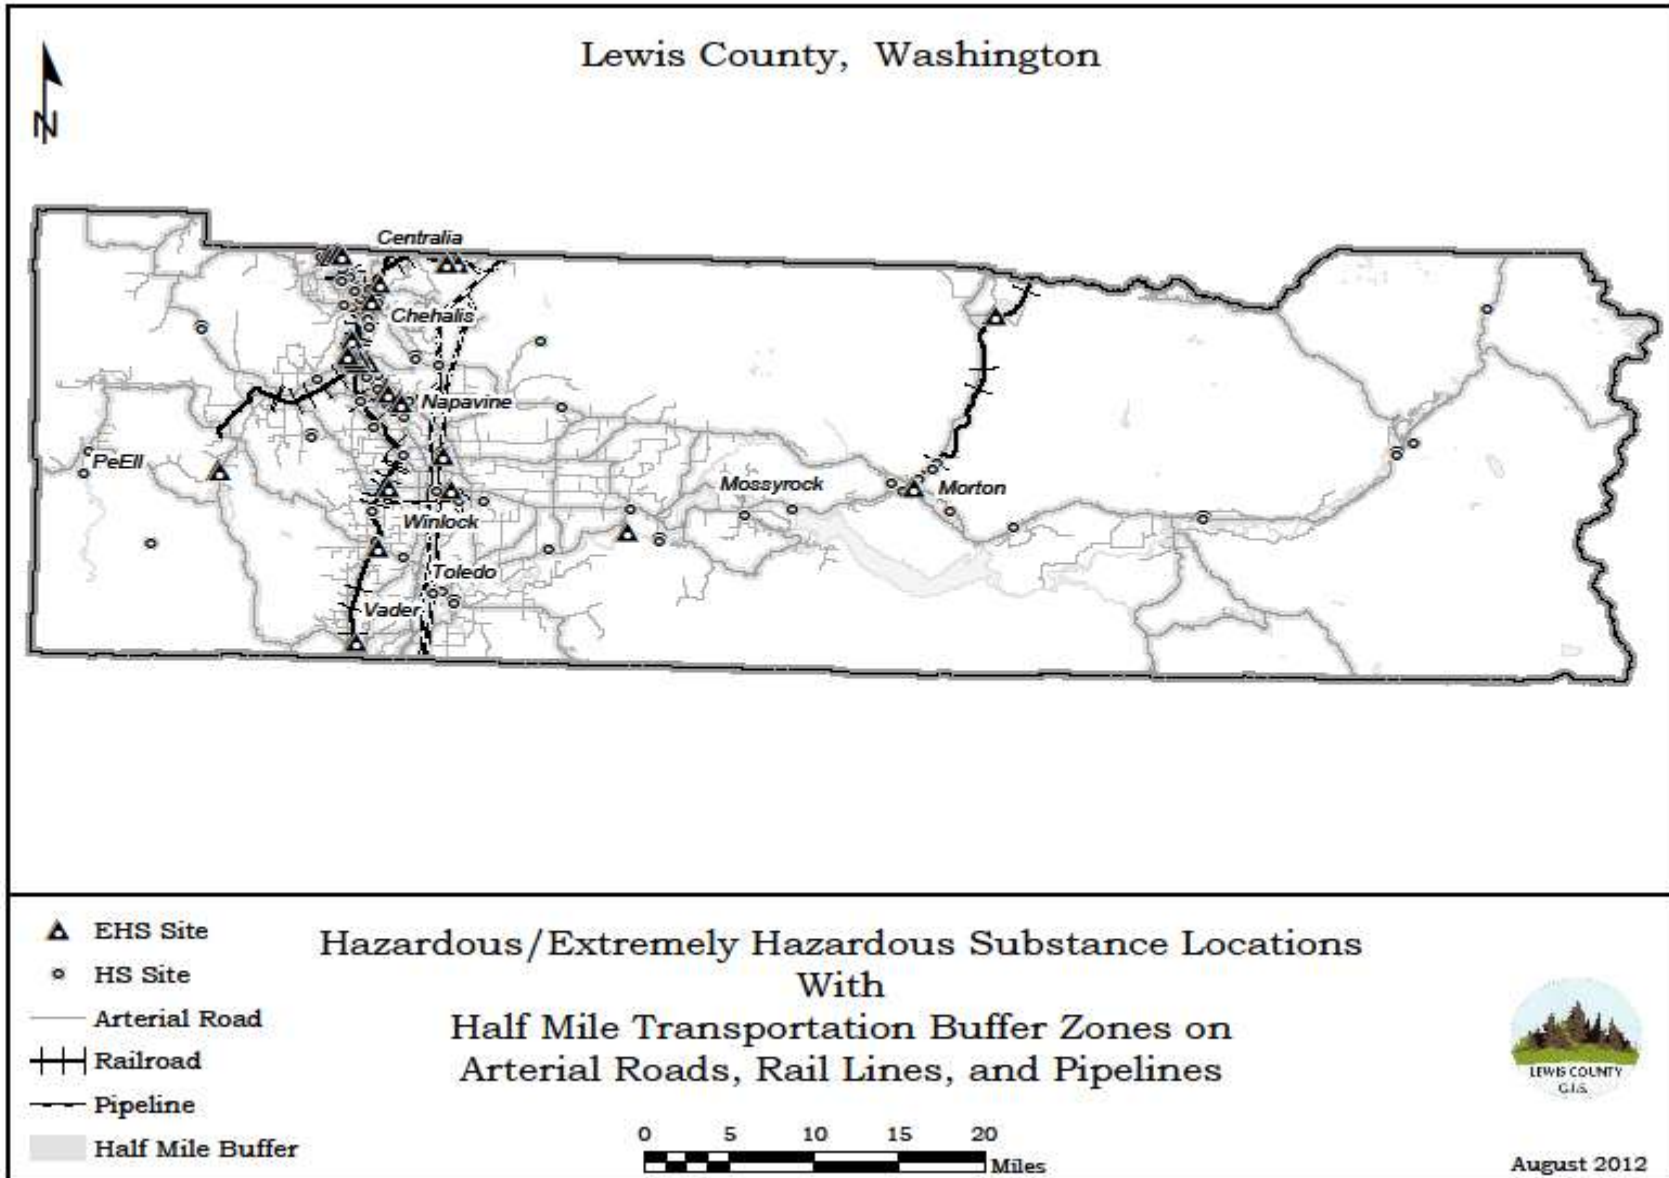 Lewis County, Washington
N
Centralia
Chehalis
Napavine
PeEll
Mossyrock
Morton
Winlock
Toledo
Vader
EHS Site
HS Site
Arterial Road
Railroad
Pipeline
Half Mile Buffer
Hazardous/Extremely Hazardous Substance Locations
With
Half Mile Transportation Buffer Zones on
Arterial Roads, Rail Lines, and Pipelines
0 5 10 15 20
Miles
LEWIS COUNTY
G.I.S.
August 2012